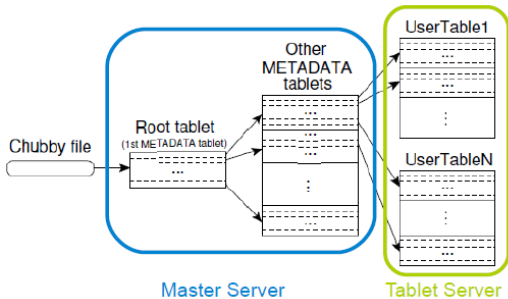 UserTable1
Other
METADATA
tablets
Root tablet
(1st METADATA tablet)
Chubby file
...
...
...
...
...
...
UserTableN
...
...
...
...
...
Master Server
Tablet Server